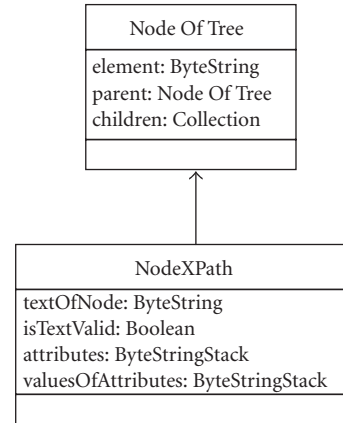 Node Of Tree
element: ByteString
parent: Node Of Tree
children: Collection
NodeXPath
textOfNode: ByteString
isTextValid: Boolean
attributes: ByteStringStack
valuesOfAttributes: ByteStringStack